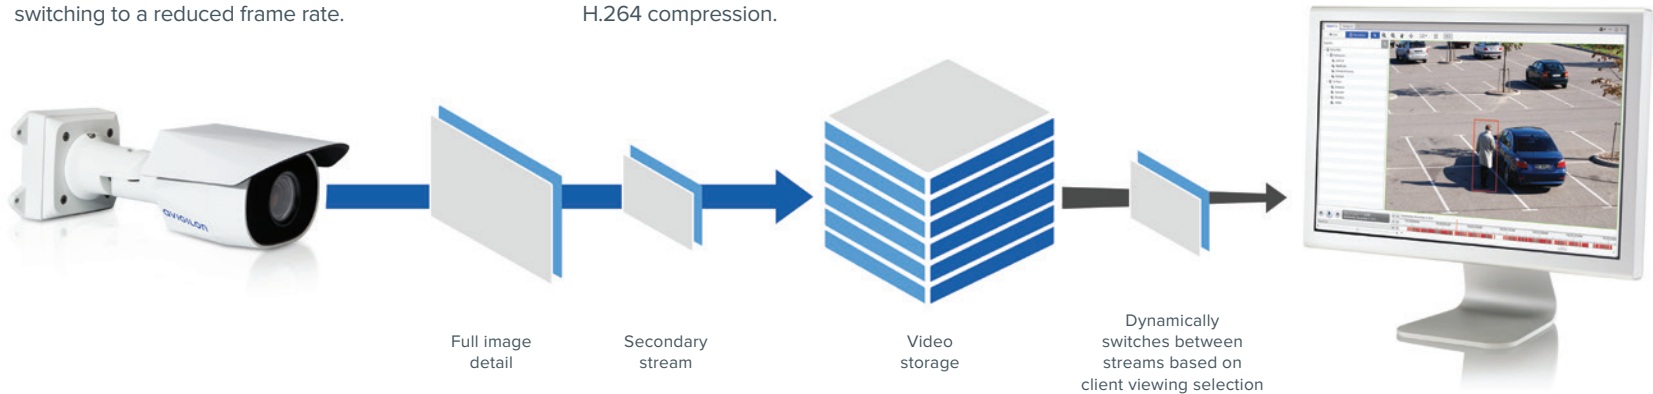 switching to a reduced frame rate.
H.264 compression.
AVIGILON
Full image
detail
Secondary
stream
Video
storage
Dynamically
switches between
streams based on
client viewing selection